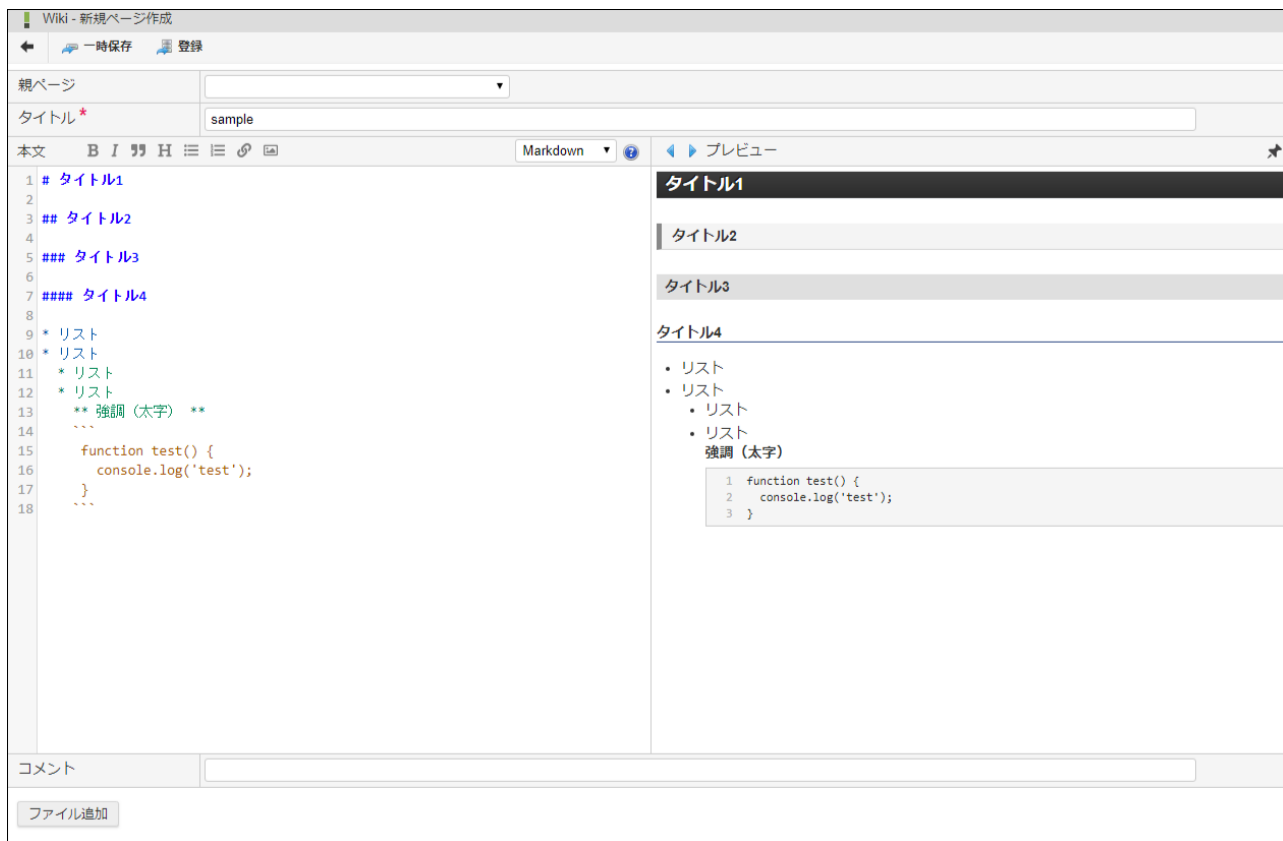 Wiki - 新規ページ作成
一時保存 登録
親ページ
タイトル*
sample
本文 B I H Markdown ? プレビュー
1 # タイトル1
2
3 ## タイトル2
4
5 ### タイトル3
6
7 #### タイトル4
8
9 * リスト
10 * リスト
11   * リスト
12   * リスト
13     ** 強調（太字） **
14     ```
15      function test() {
16        console.log('test');
17      }
18     ```
タイトル1
タイトル2
タイトル3
タイトル4
• リスト
• リスト
• リスト
• リスト
強調（太字）
1 function test() {
2   console.log('test');
3 }
コメント
ファイル追加